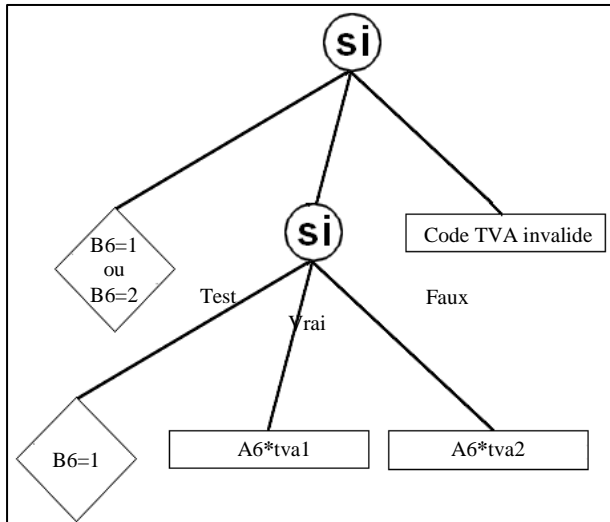 si
B6=1
ou
B6=2
si
Code TVA invalide
Test
Vrai
Faux
B6=1
A6*tva1
A6*tva2